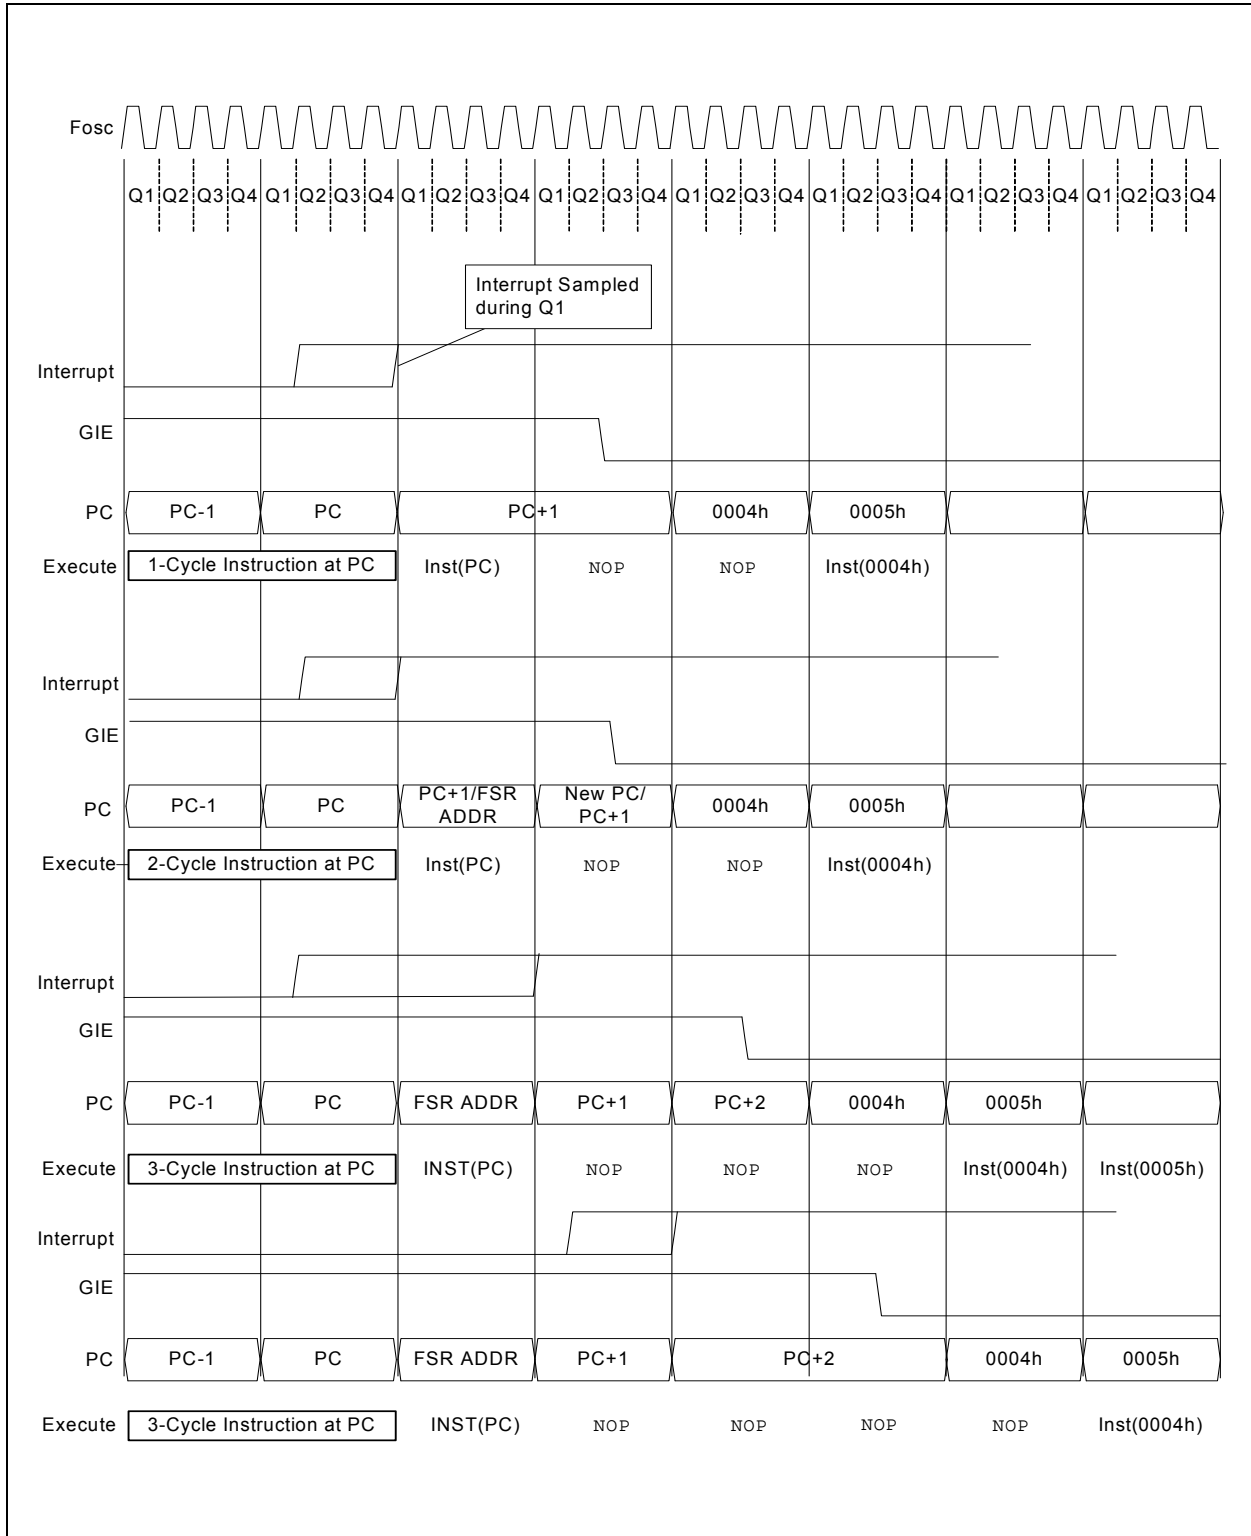 Fosc
Q1 Q2 Q3 Q4 Q1 Q2 Q3 Q4 Q1 Q2 Q3 Q4 Q1 Q2 Q3 Q4 Q1 Q2 Q3 Q4 Q1 Q2 Q3 Q4 Q1 Q2 Q3 Q4 Q1 Q2 Q3 Q4
Interrupt Sampled
during Q1
Interrupt
GIE
PC PC-1 PC PC+1 0004h 0005h
Execute 1-Cycle Instruction at PC Inst(PC) NOP NOP Inst(0004h)
Interrupt
GIE
PC PC-1 PC PC+1/FSR ADDR New PC/ PC+1 0004h 0005h
Execute 2-Cycle Instruction at PC Inst(PC) NOP NOP Inst(0004h)
Interrupt
GIE
PC PC-1 PC FSR ADDR PC+1 PC+2 0004h 0005h
Execute 3-Cycle Instruction at PC INST(PC) NOP NOP NOP Inst(0004h) Inst(0005h)
Interrupt
GIE
PC PC-1 PC FSR ADDR PC+1 PC+2 0004h 0005h
Execute 3-Cycle Instruction at PC INST(PC) NOP NOP NOP NOP Inst(0004h)